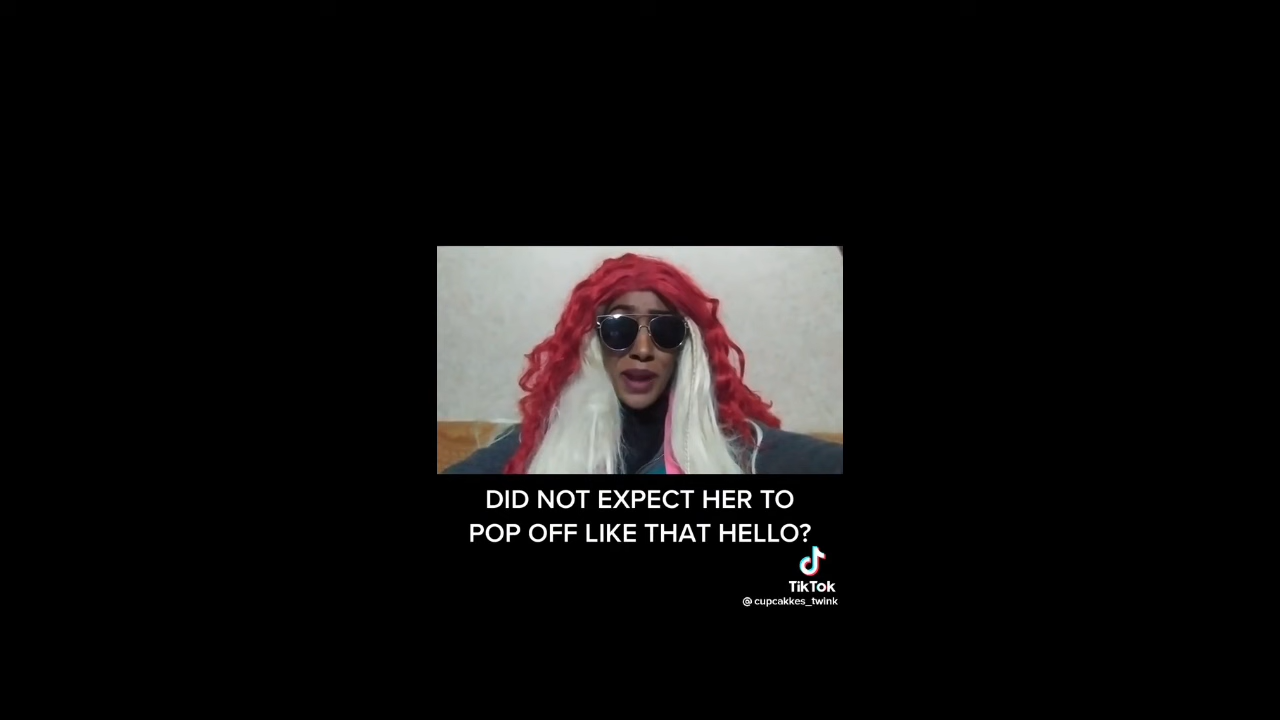 DID NOT EXPECT HER TO
POP OFF LIKE THAT HELLO?
TikTok
@cupcakkes_twink